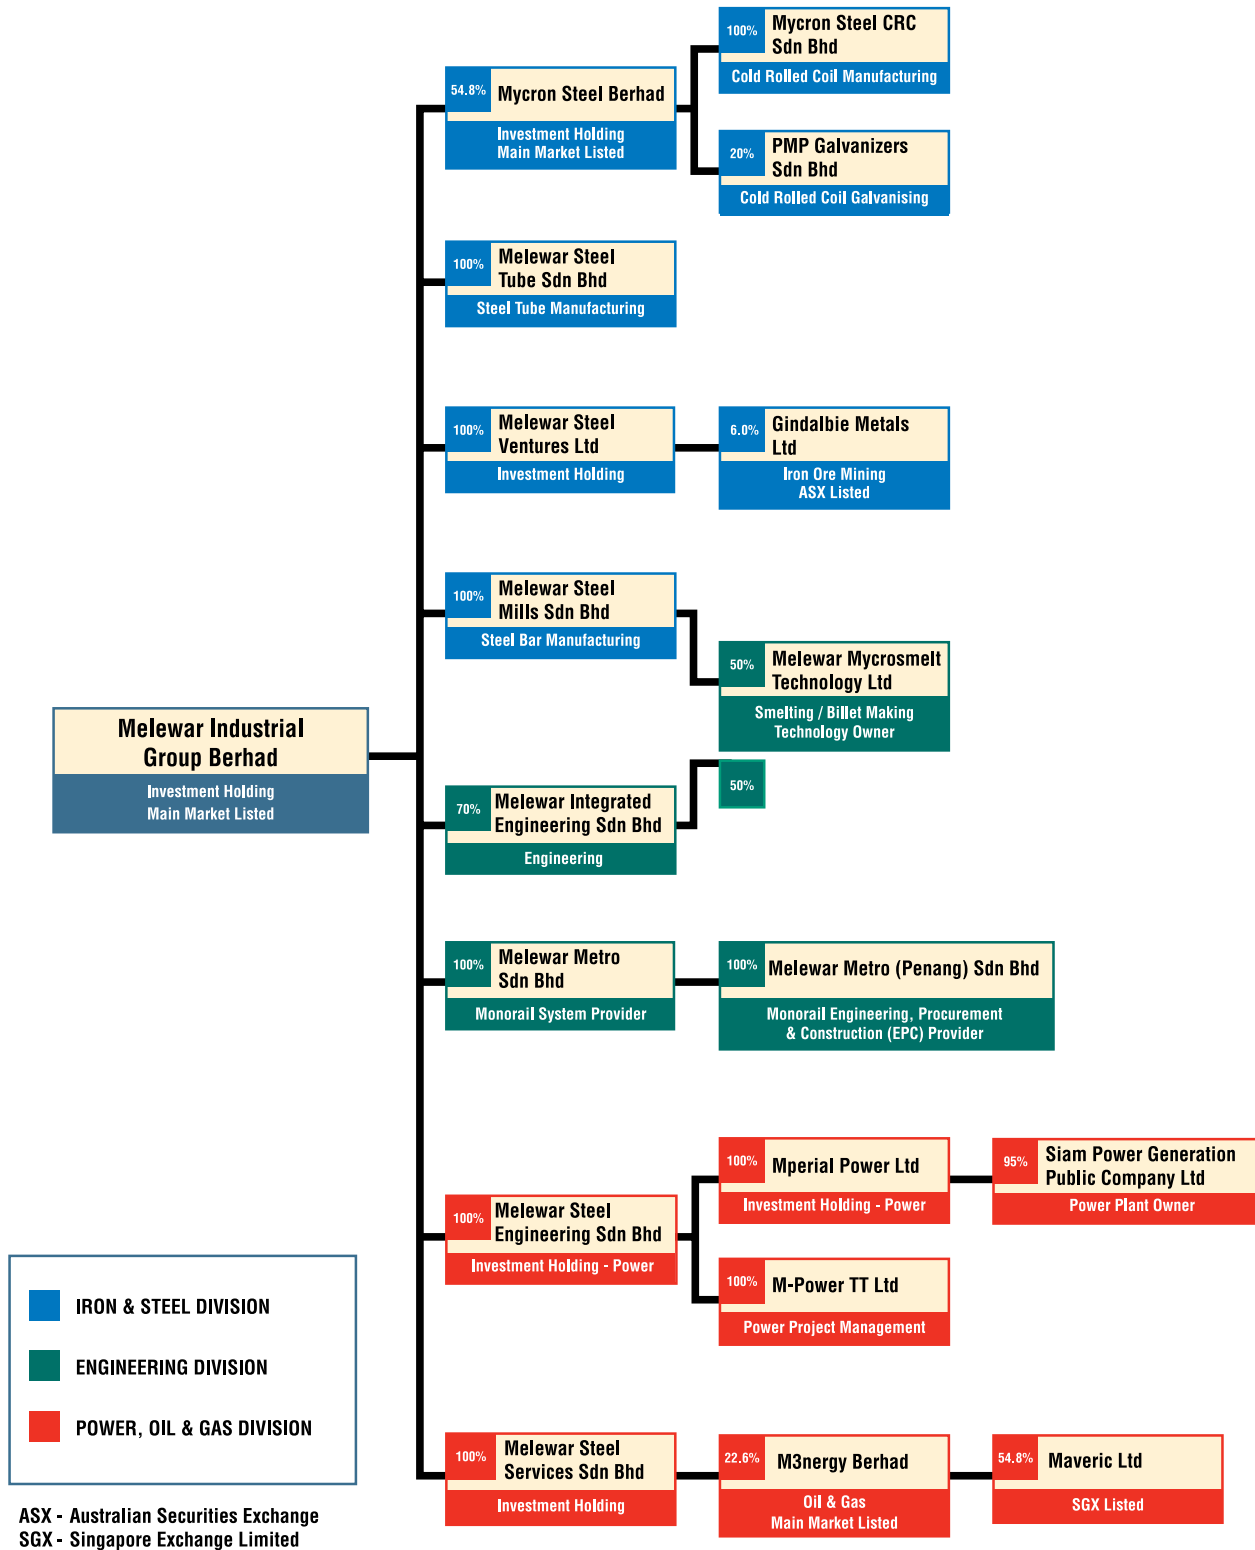 Melewar Industrial
Group Berhad
Investment Holding
Main Market Listed
54.8%
Mycron Steel Berhad
Investment Holding
Main Market Listed
100%
Mycron Steel CRC
Sdn Bhd
Cold Rolled Coil Manufacturing
20%
PMP Galvanizers
Sdn Bhd
Cold Rolled Coil Galvanising
100%
Melewar Steel
Tube Sdn Bhd
Steel Tube Manufacturing
100%
Melewar Steel
Ventures Ltd
Investment Holding
6.0%
Gindalbie Metals
Ltd
Iron Ore Mining
ASX Listed
100%
Melewar Steel
Mills Sdn Bhd
Steel Bar Manufacturing
50%
Melewar Mycrosmelt
Technology Ltd
Smelting / Billet Making
Technology Owner
50%
70%
Melewar Integrated
Engineering Sdn Bhd
Engineering
100%
Melewar Metro
Sdn Bhd
Monorail System Provider
100%
Melewar Metro (Penang) Sdn Bhd
Monorail Engineering, Procurement
& Construction (EPC) Provider
100%
Melewar Steel
Engineering Sdn Bhd
Investment Holding - Power
100%
Mperial Power Ltd
Investment Holding - Power
95%
Siam Power Generation
Public Company Ltd
Power Plant Owner
100%
M-Power TT Ltd
Power Project Management
100%
Melewar Steel
Services Sdn Bhd
Investment Holding
22.6%
M3nergy Berhad
Oil & Gas
Main Market Listed
54.8%
Maveric Ltd
SGX Listed
IRON & STEEL DIVISION
ENGINEERING DIVISION
POWER, OIL & GAS DIVISION
ASX - Australian Securities Exchange
SGX - Singapore Exchange Limited